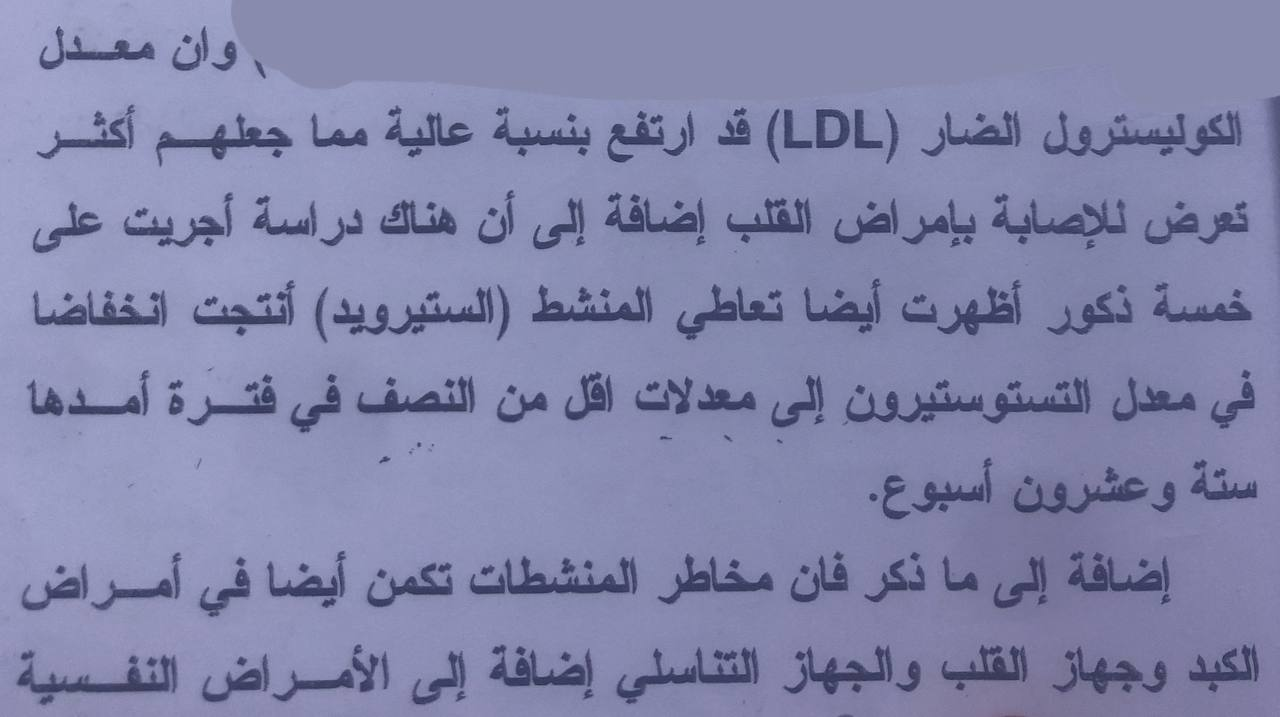 ، وان معدل
الكوليسترول الضار (LDL) قد ارتفع بنسبة عالية مما جعلهم أكثر
تعرض للإصابة بإمراض القلب إضافة إلى أن هناك دراسة أجريت على
خمسة ذكور أظهرت أيضا تعاطي المنشط (الستيرويد) أنتجت انخفاضا
في معدل التستوستيرون إلى معدلات اقل من النصف في فترة أمدها
ستة وعشرون أسبوع.
إضافة إلى ما ذكر فان مخاطر المنشطات تكمن أيضا في أمراض
الكبد وجهاز القلب والجهاز التناسلي إضافة إلى الأمراض النفسية